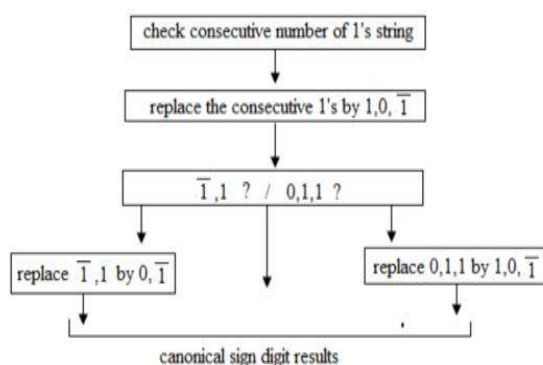 check consecutive number of 1's string
replace the consecutive 1's by 1,0, 1̅
1̅ ,1 ? / 0,1,1 ?
replace 1̅ ,1 by 0, 1̅
replace 0,1,1 by 1,0, 1̅
canonical sign digit results